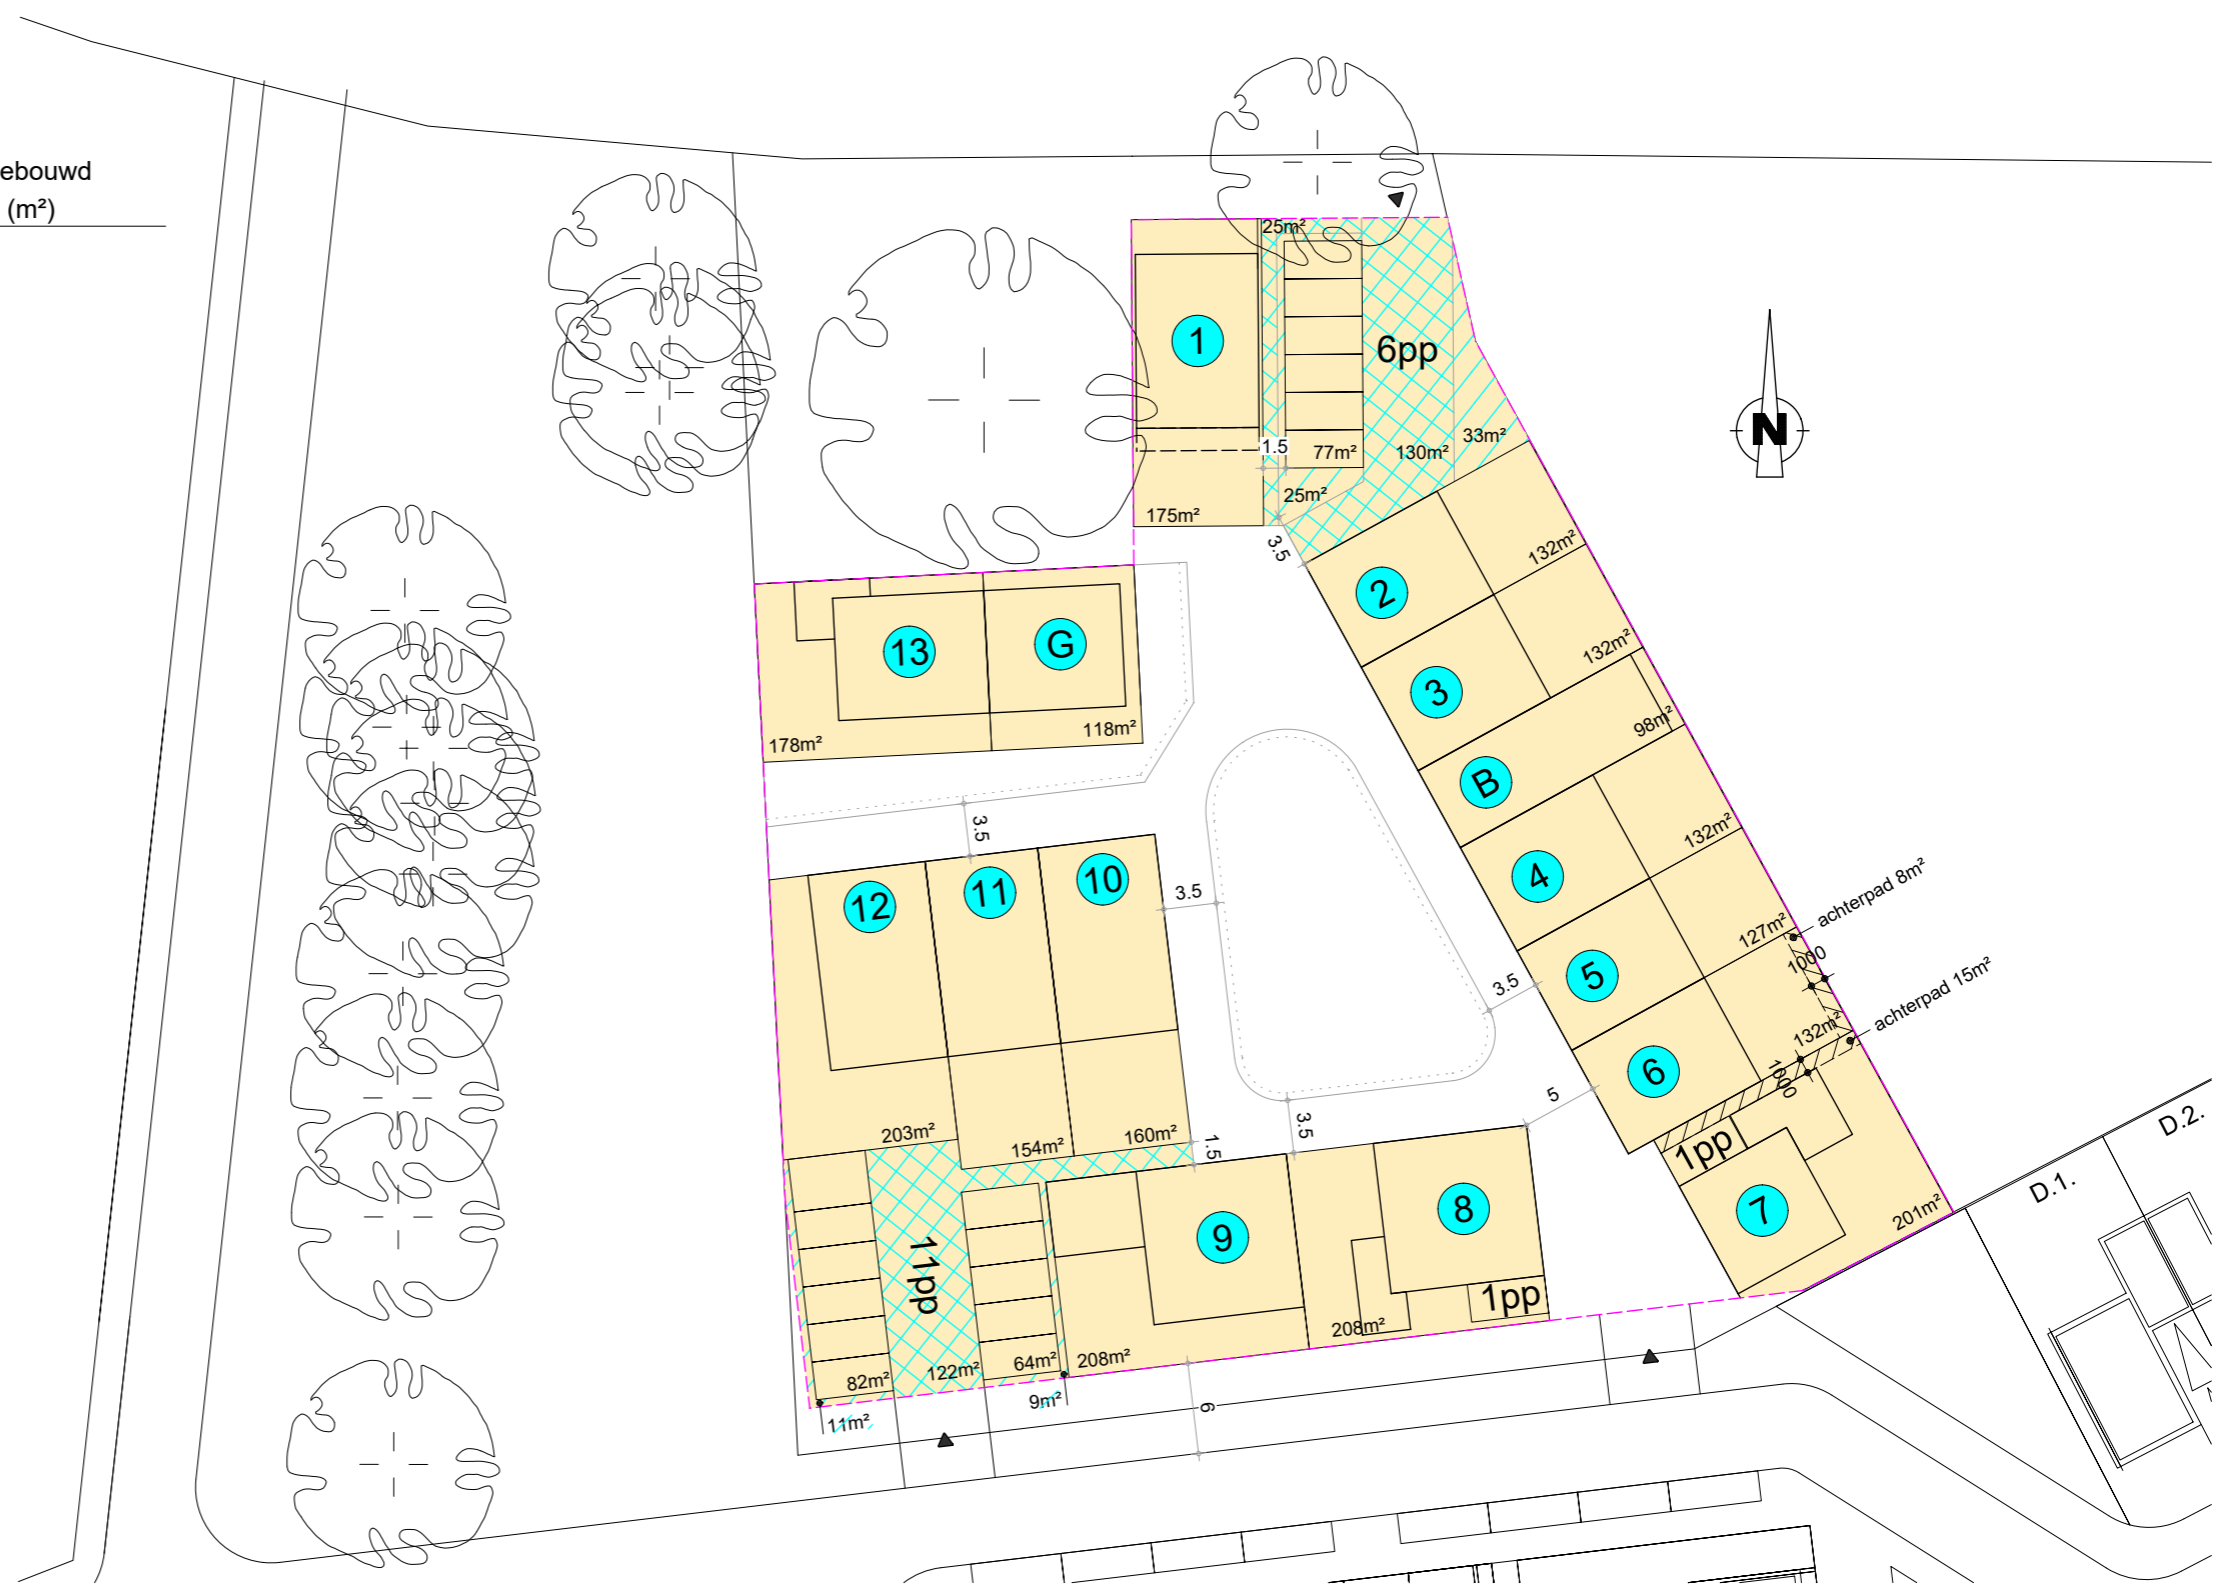 ebouwd
(m²)
25m²
1
6pp
N
1.5
77m²
130m²
33m²
25m²
175m²
3.5
2
132m²
13
G
3
132m²
178m²
118m²
98m²
B
3.5
132m²
4
12
11
10
3.5
achterpad 8m²
127m²
1000
5
3.5
achterpad 15m²
132m²
6
1000
5
D.2.
203m²
154m²
160m²
1.5
3.5
1pp
D.1.
7
201m²
11pp
9
8
1pp
208m²
82m²
122m²
64m²
208m²
9m²
11m²
6